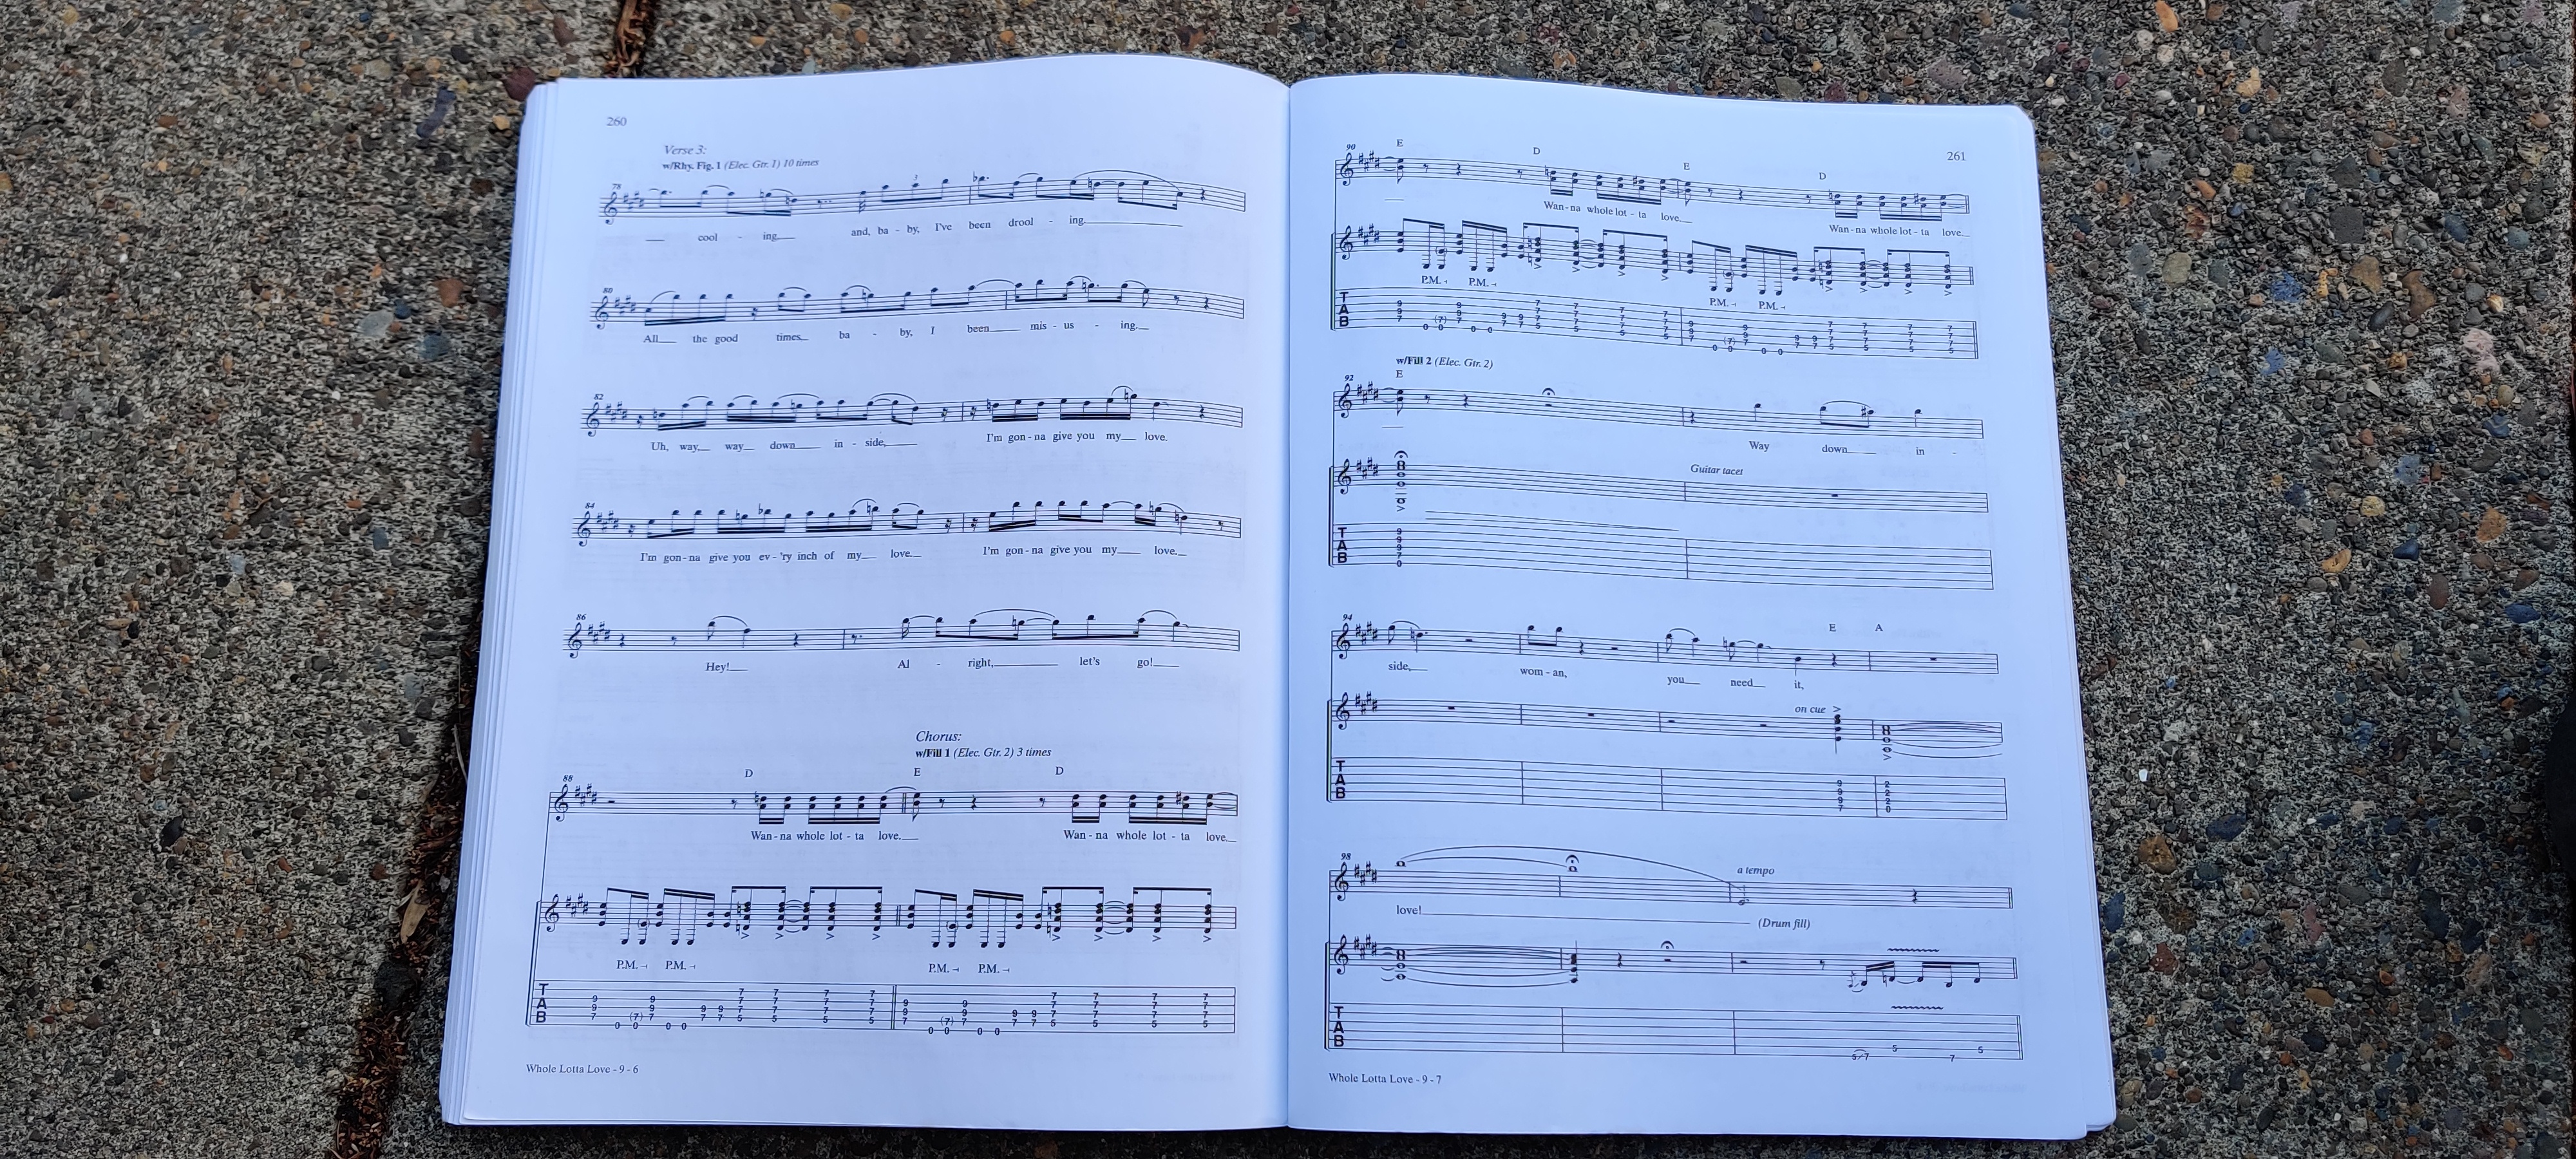 260
Verse 3:
w/Rhy. Fig. 1 (Elec. Gtr. 1) 10 times
78
cool - ing and, ba - by, I've been drool - ing
80
All the good times, ba - by, I been mis - us - ing.
82
Uh, way, way down in - side, I'm gon - na give you my love.
84
I'm gon - na give you ev - 'ry inch of my love. I'm gon - na give you my love.
86
Hey! Al - right, let's go!
Chorus:
w/Fill 1 (Elec. Gtr. 2) 3 times
88 D E D
Wan - na whole lot - ta love. Wan - na whole lot - ta love.
P.M. P.M. P.M. P.M.
T
A
B
Whole Lotta Love - 9 - 6
261
90 E D E D
Wan - na whole lot - ta love. Wan - na whole lot - ta love.
P.M. P.M. P.M. P.M.
T
A
B
w/Fill 2 (Elec. Gtr. 2)
92 E
Way down in -
Guitar tacet
T
A
B
94 E A
side, wom - an, you need it,
on cue
T
A
B
98
a tempo
love!
(Drum fill)
T
A
B
Whole Lotta Love - 9 - 7